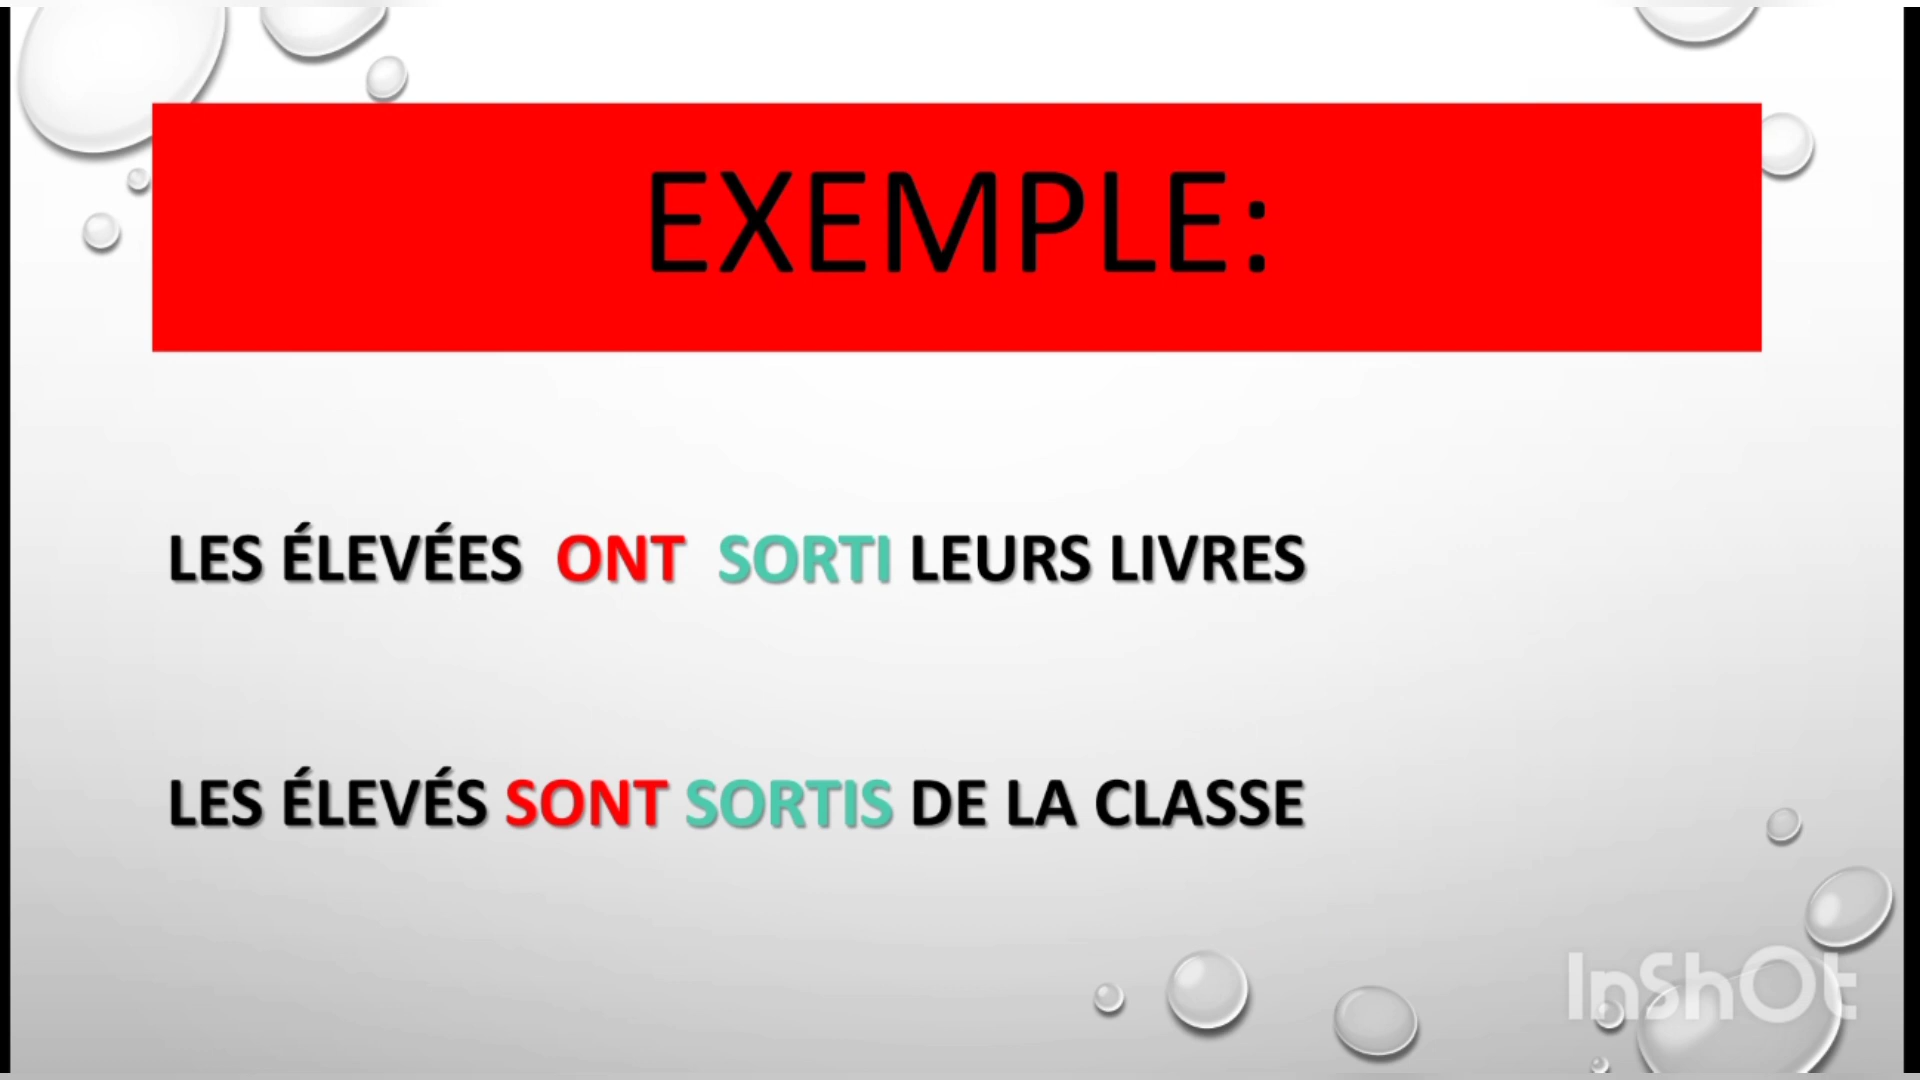 EXEMPLE:
LES ÉLEVÉES ONT SORTI LEURS LIVRES
LES ÉLEVÉS SONT SORTIS DE LA CLASSE
InShOt